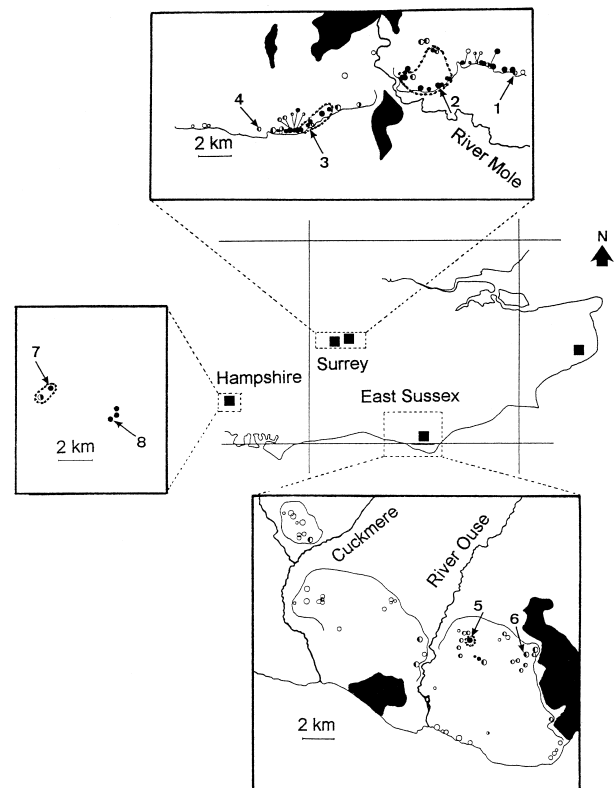 4
2 km
3
2
1
River Mole
N
7
8
2 km
Hampshire
Surrey
East Sussex
Cuckmere
River Ouse
5
6
2 km